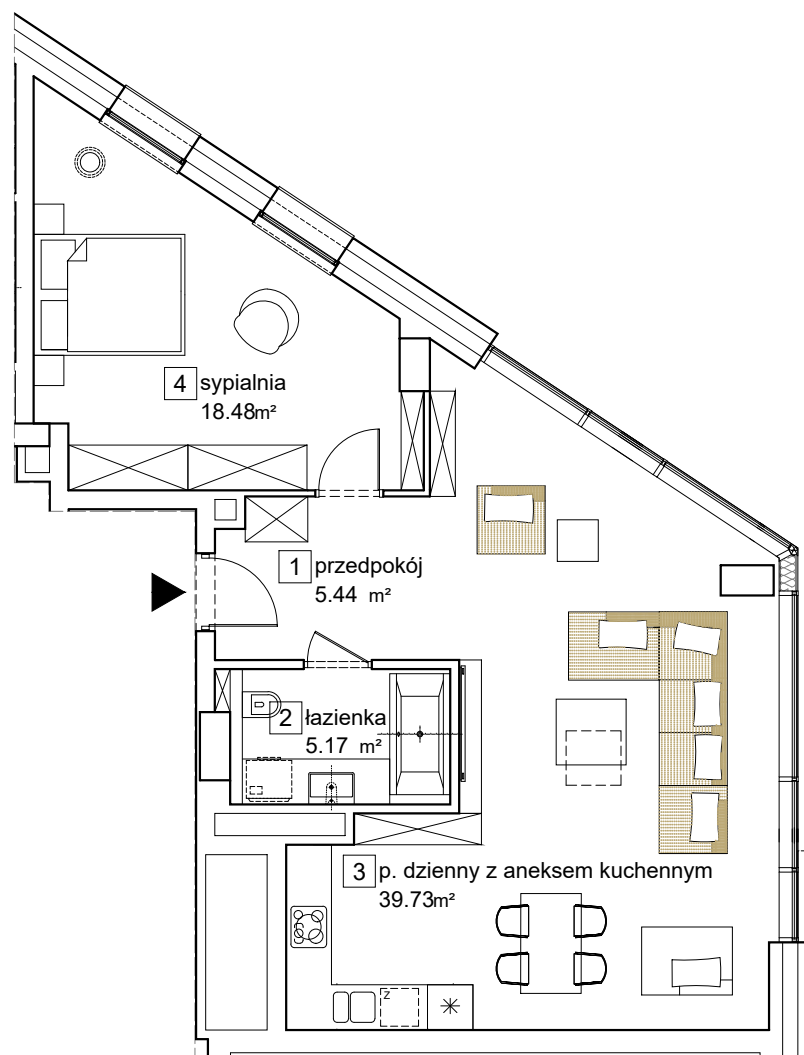 4 sypialnia
18.48m²
1 przedpokój
5.44 m²
2 łazienka
5.17 m²
3 p. dzienny z aneksem kuchennym
39.73m²
z